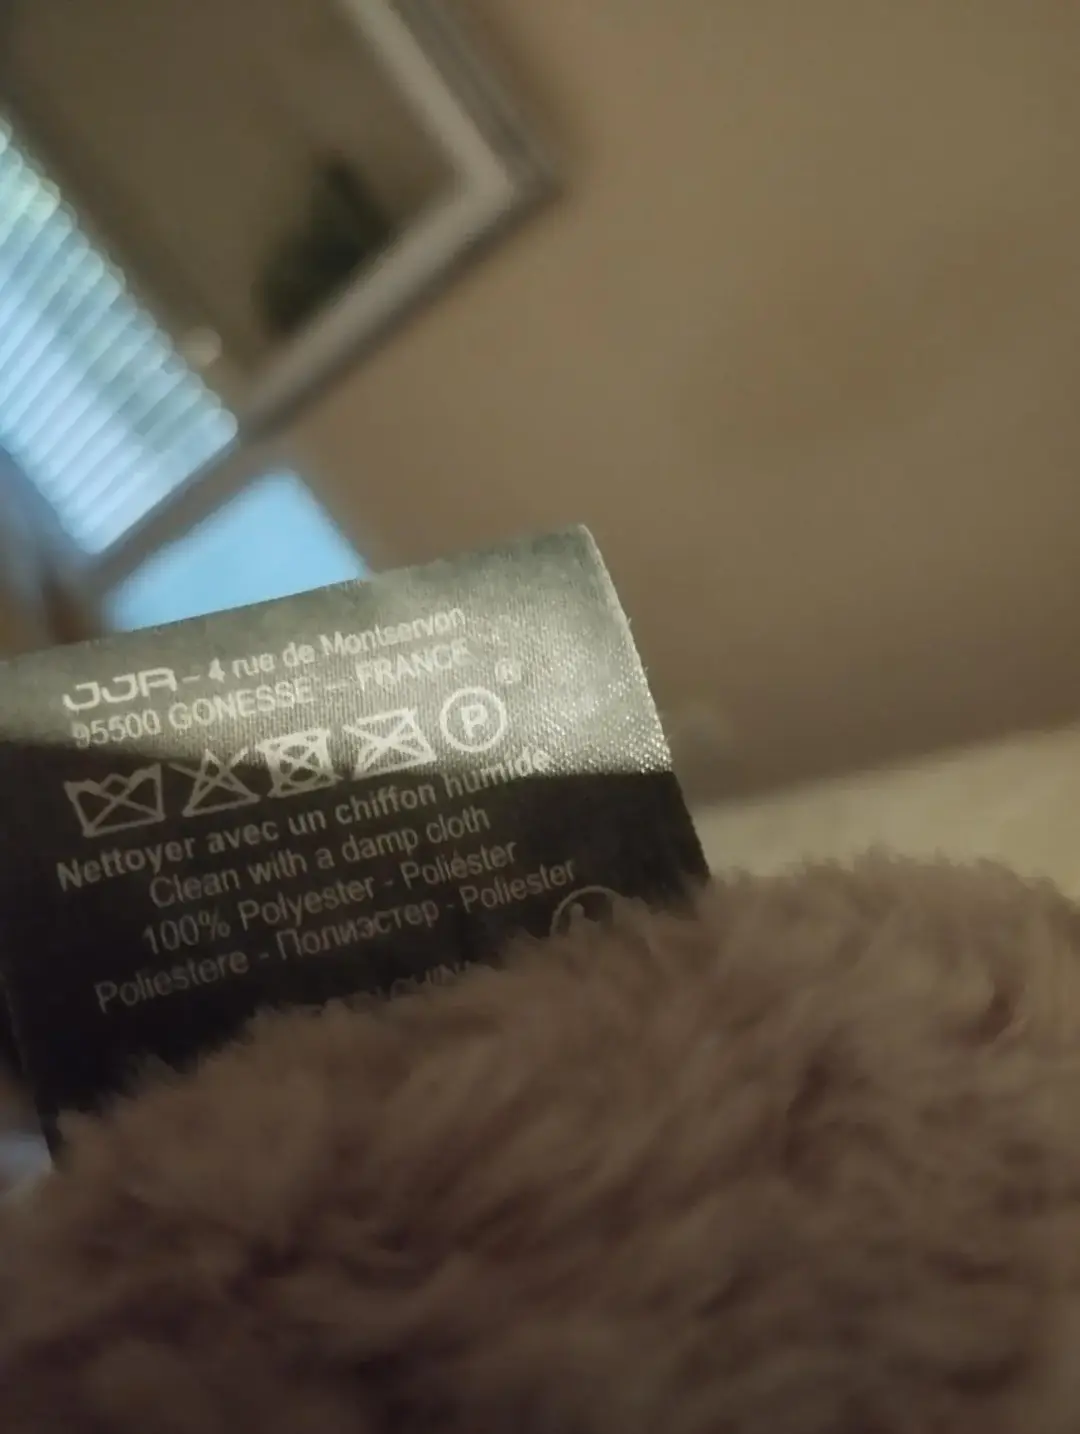 JJA – 4 rue de Montservon
95500 GONESSE – FRANCE
P
Nettoyer avec un chiffon humide
Clean with a damp cloth
100% Polyester - Poliéster
Poliestere - Полиэстер - Poliester